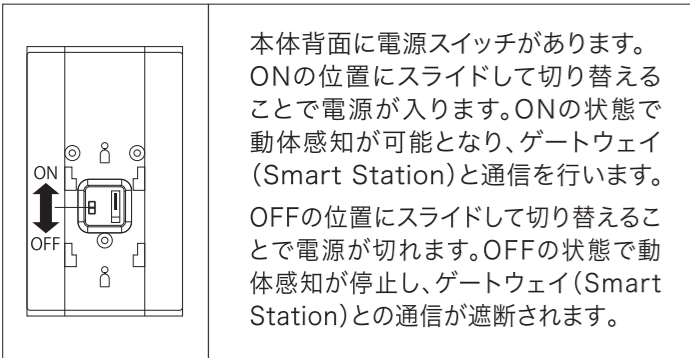 ON
OFF
本体背面に電源スイッチがあります。
ONの位置にスライドして切り替える
ことで電源が入ります。ONの状態で
動体感知が可能となり、ゲートウェイ
（Smart Station）と通信を行います。
OFFの位置にスライドして切り替えるこ
とで電源が切れます。OFFの状態で動
体感知が停止し、ゲートウェイ（Smart
Station）との通信が遮断されます。